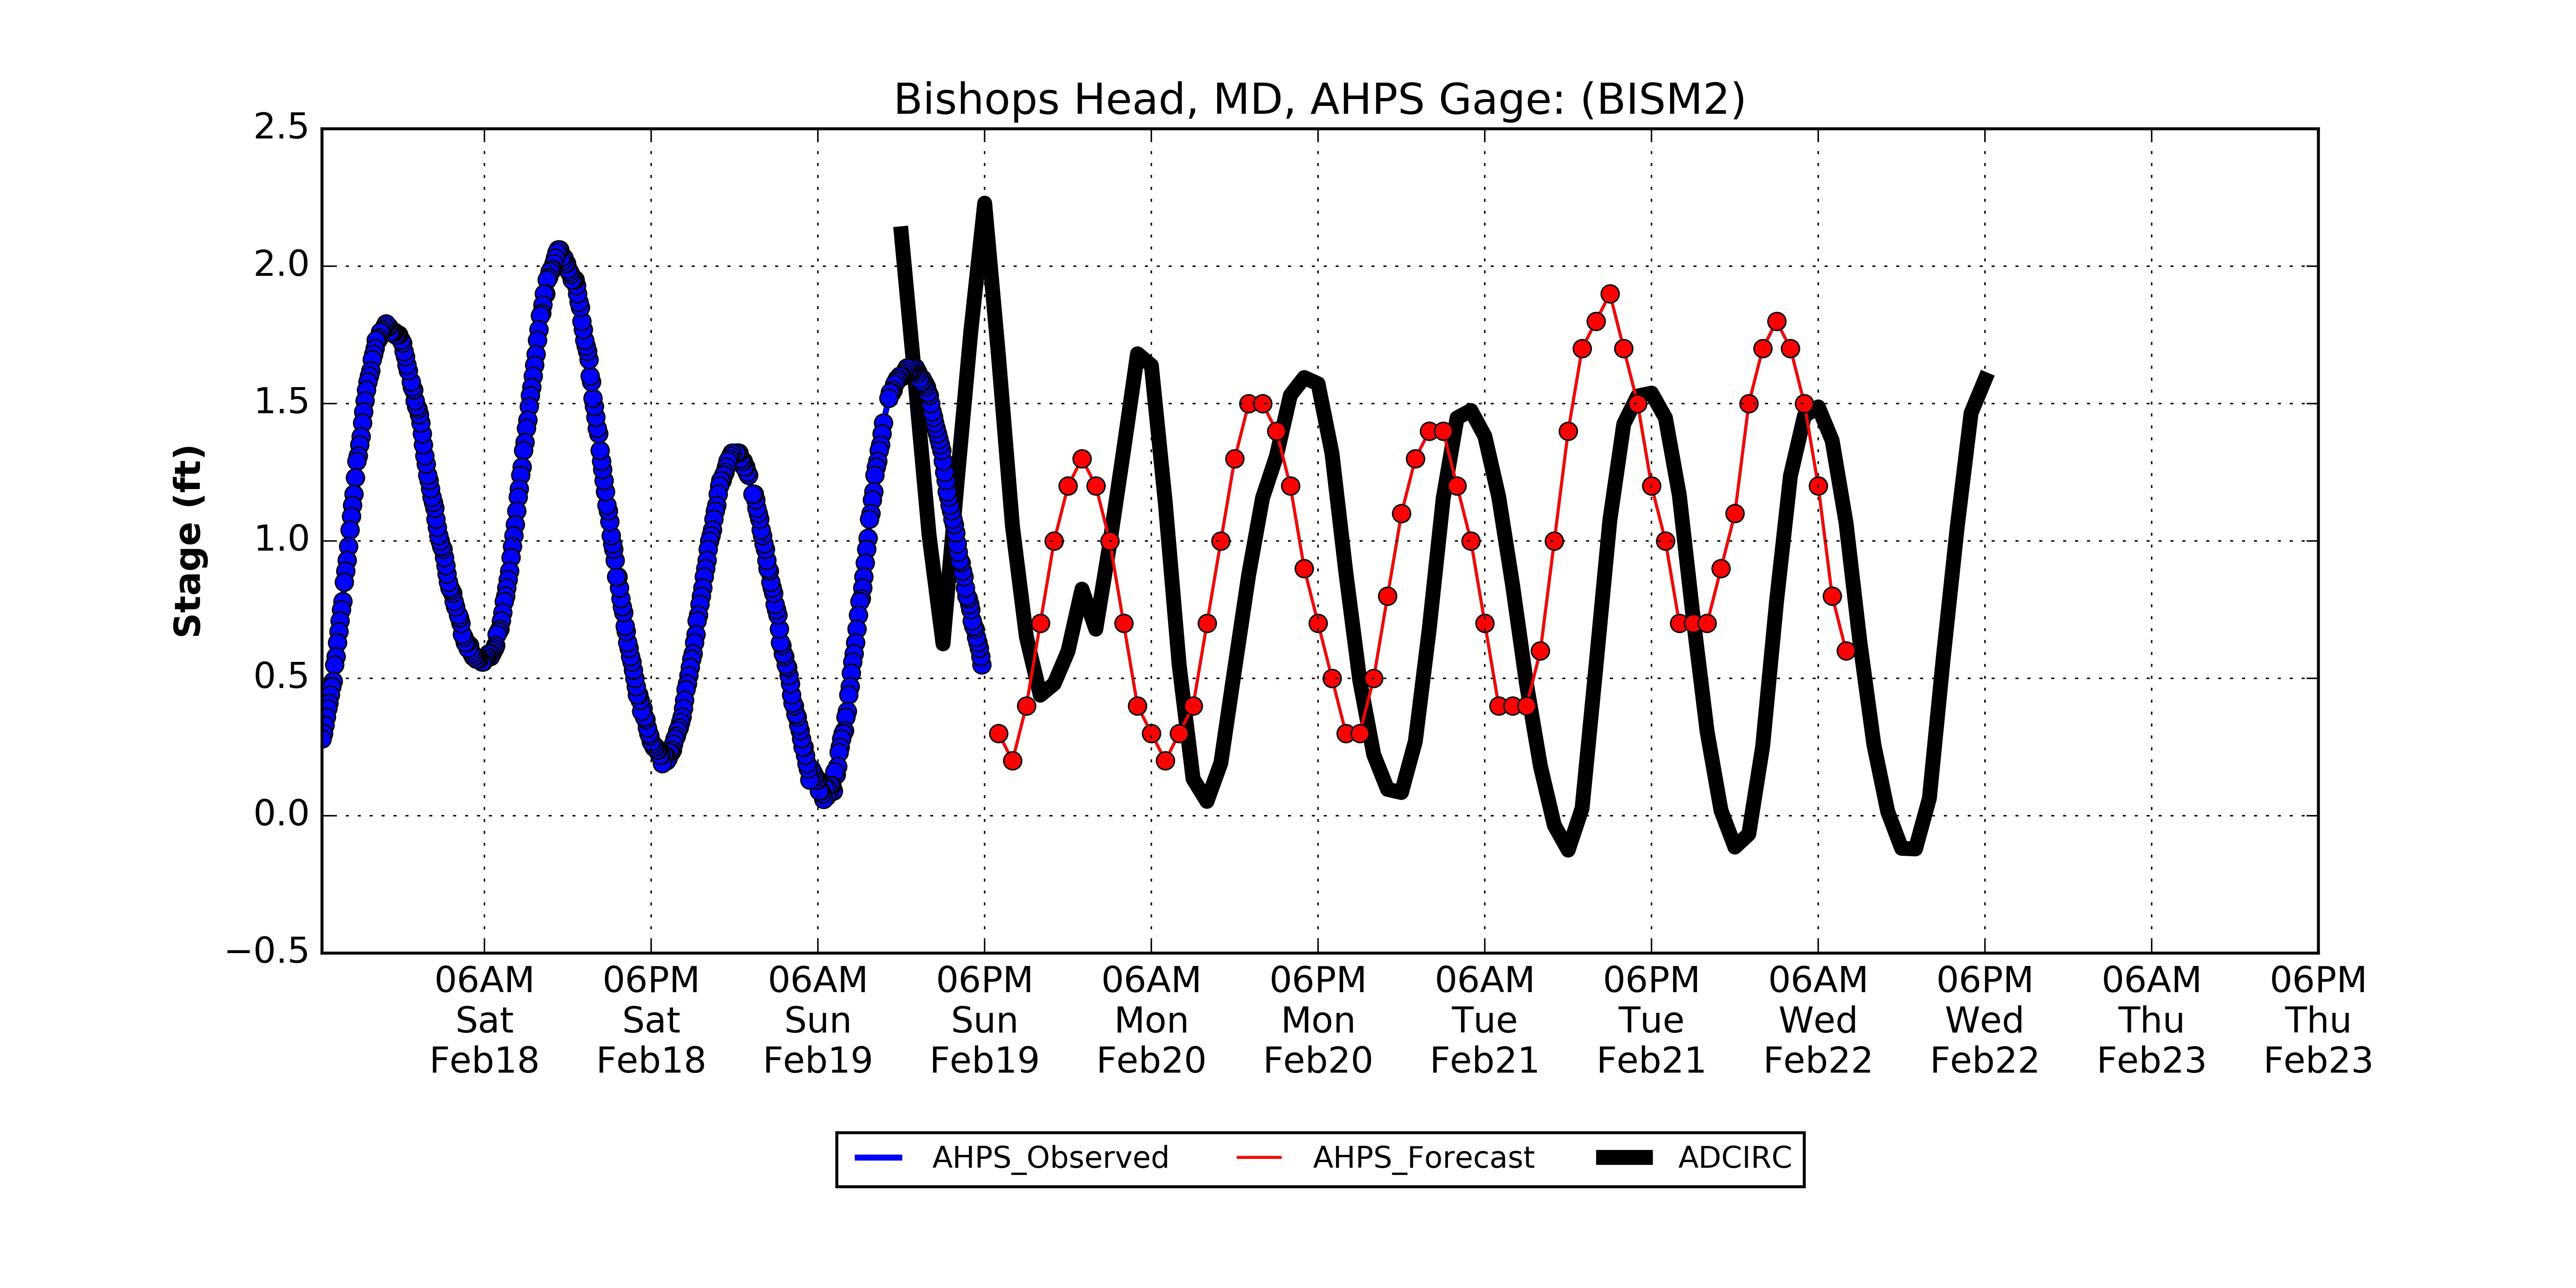 Bishops Head, MD, AHPS Gage: (BISM2)
Stage (ft)
2.5
2.0
1.5
1.0
0.5
0.0
−0.5
06AM 06PM 06AM 06PM 06AM 06PM 06AM 06PM 06AM 06PM 06AM 06PM
Sat Sat Sun Sun Mon Mon Tue Tue Wed Wed Thu Thu
Feb18 Feb18 Feb19 Feb19 Feb20 Feb20 Feb21 Feb21 Feb22 Feb22 Feb23 Feb23
AHPS_Observed AHPS_Forecast ADCIRC